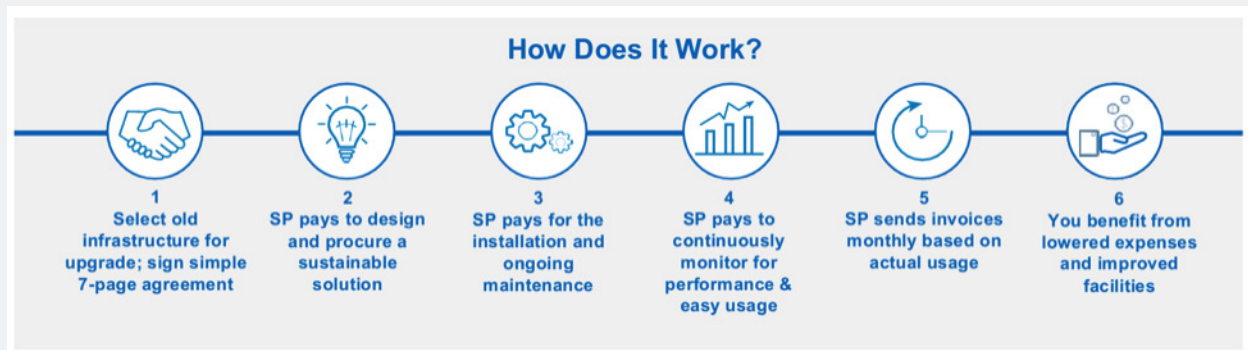 How Does It Work?
1
Select old
infrastructure for
upgrade; sign simple
7-page agreement
2
SP pays to design
and procure a
sustainable
solution
3
SP pays for the
installation and
ongoing
maintenance
4
SP pays to
continuously
monitor for
performance &
easy usage
5
SP sends invoices
monthly based on
actual usage
6
You benefit from
lowered expenses
and improved
facilities